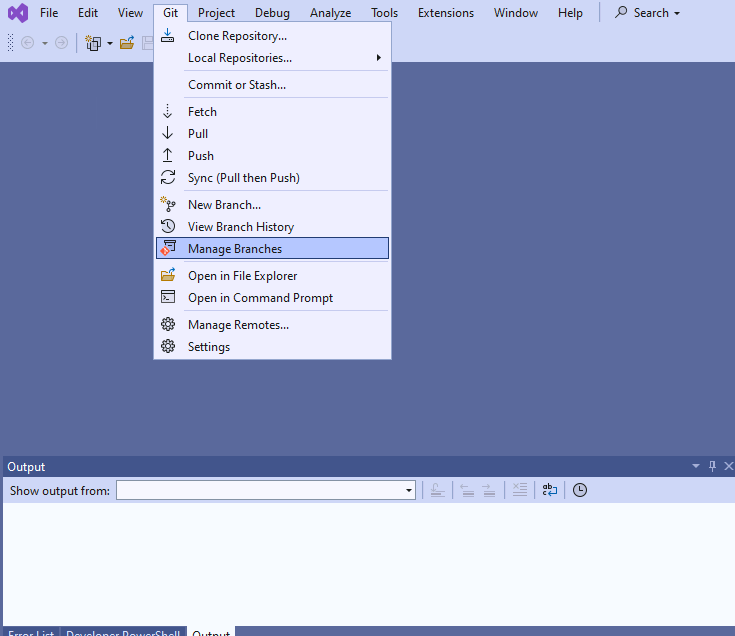 File Edit View Git Project Debug Analyze Tools Extensions Window Help Search
Clone Repository...
Local Repositories...
Commit or Stash...
Fetch
Pull
Push
Sync (Pull then Push)
New Branch...
View Branch History
Manage Branches
Open in File Explorer
Open in Command Prompt
Manage Remotes...
Settings
Output
Show output from:
Error List Developer PowerShell Output